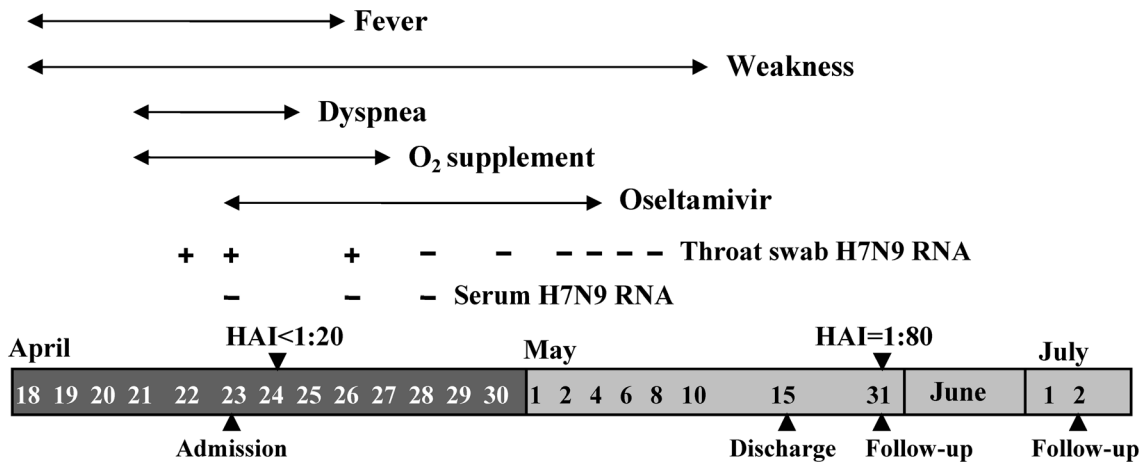 Fever
Weakness
Dyspnea
O₂ supplement
Oseltamivir
+ + + − − − − − − Throat swab H7N9 RNA
− − − Serum H7N9 RNA
HAI<1:20 HAI=1:80
April May July
18 19 20 21 22 23 24 25 26 27 28 29 30 1 2 4 6 8 10 15 31 June 1 2
Admission Discharge Follow-up Follow-up